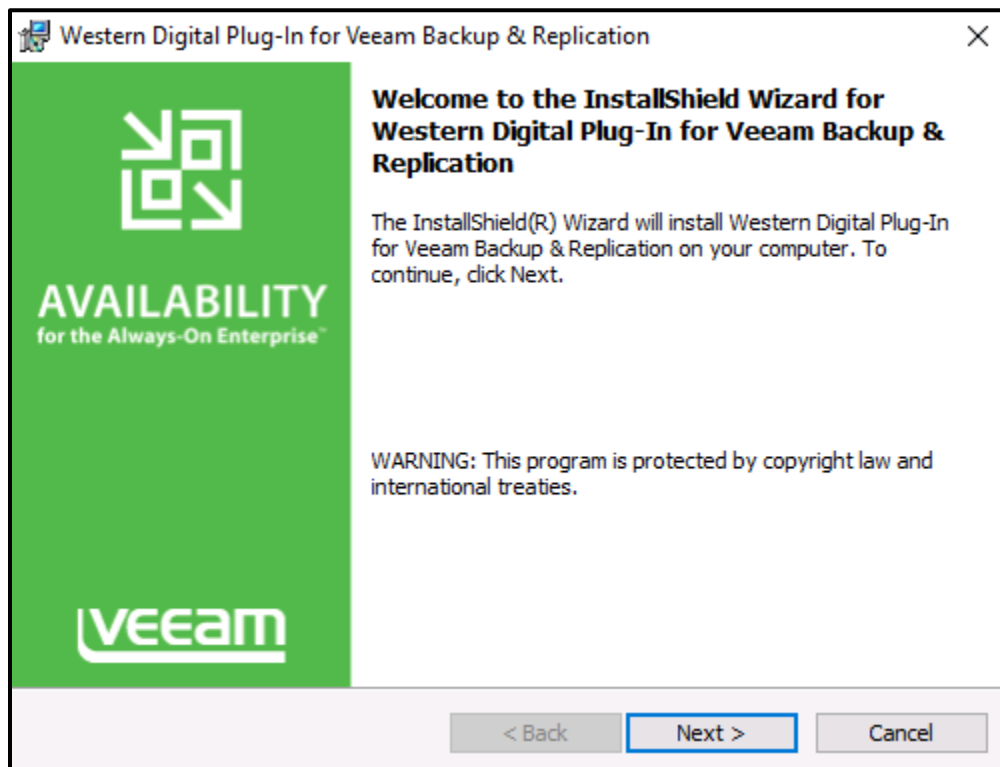 Western Digital Plug-In for Veeam Backup & Replication
AVAILABILITY
for the Always-On Enterprise™
veeam
Welcome to the InstallShield Wizard for
Western Digital Plug-In for Veeam Backup &
Replication
The InstallShield(R) Wizard will install Western Digital Plug-In
for Veeam Backup & Replication on your computer. To
continue, click Next.
WARNING: This program is protected by copyright law and
international treaties.
< Back
Next >
Cancel